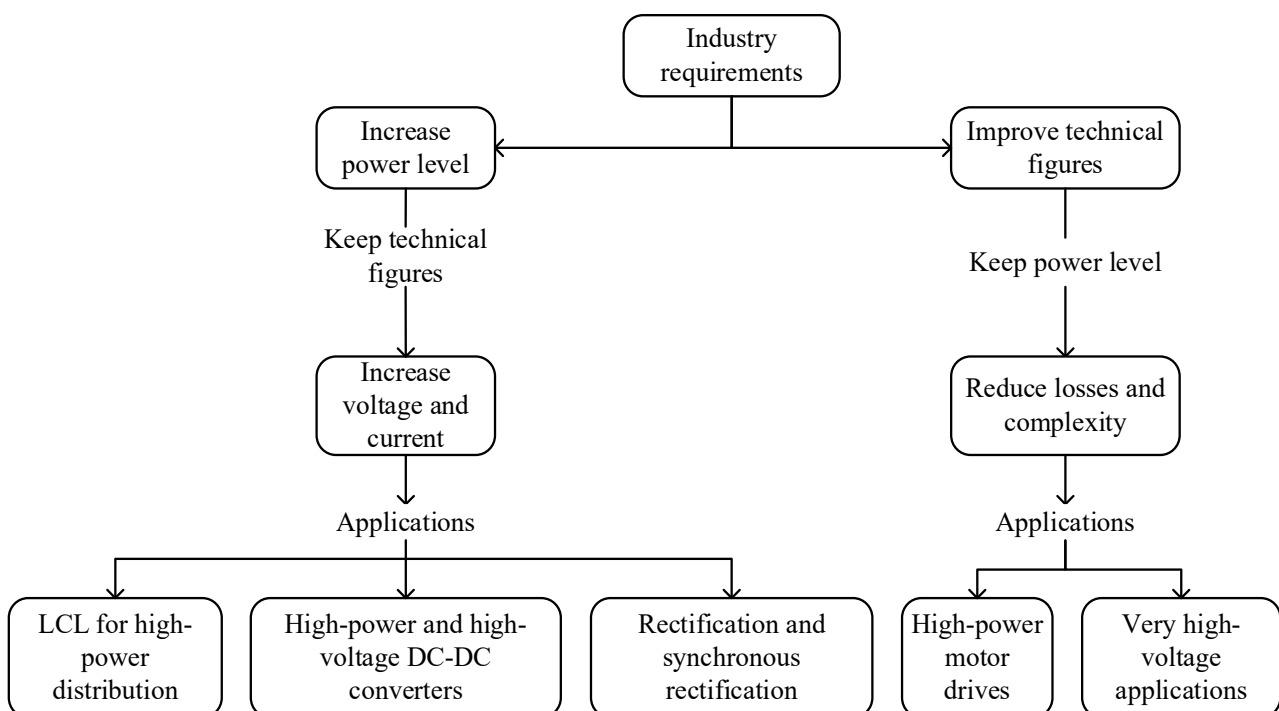 Industry
requirements
Increase
power level
Improve technical
figures
Keep technical
figures
Keep power level
Increase
voltage and
current
Reduce losses and
complexity
Applications
Applications
LCL for high-
power
distribution
High-power and high-
voltage DC-DC
converters
Rectification and
synchronous
rectification
High-power
motor
drives
Very high-
voltage
applications